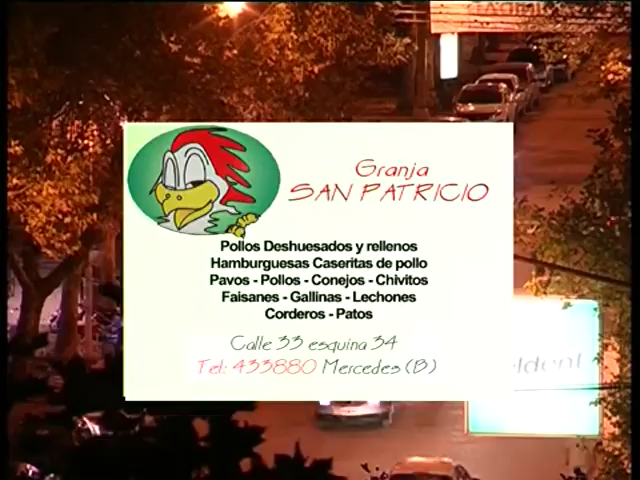 Granja
SAN PATRICIO
Pollos Deshuesados y rellenos
Hamburguesas Caseritas de pollo
Pavos - Pollos - Conejos - Chivitos
Faisanes - Gallinas - Lechones
Corderos - Patos
Calle 33 esquina 34
Tel: 433880 Mercedes (B)